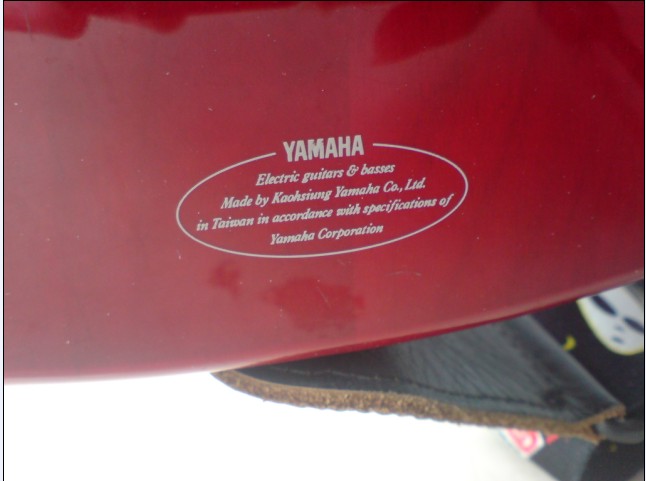 YAMAHA
Electric guitars & basses
Made by Kaohsiung Yamaha Co., Ltd.
in Taiwan in accordance with specifications of
Yamaha Corporation